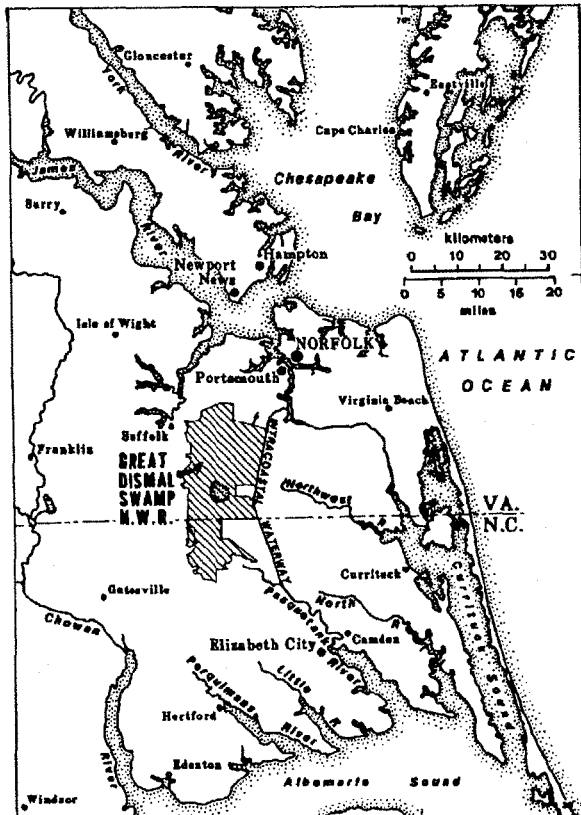 Gloucester
York
River
Eastville
Williamsburg
Cape Charles
James
River
Surry
Chesapeake
Bay
kilometers
0 10 20 30
0 5 10 15 20
miles
Hampton
Newport
News
Isle of Wight
NORFOLK
Portsmouth
ATLANTIC
OCEAN
Virginia Beach
Suffolk
Franklin
GREAT
DISMAL
SWAMP
N.W.R.
INTRACOASTAL
WATERWAY
Northwest
R.
VA.
N.C.
Currituck
Currituck Sound
Gatesville
Chowan
River
Pasquotank
River
North R.
Camden
Elizabeth City
Little R.
Perquimans
River
Hertford
Edenton
Albemarle Sound
Windsor